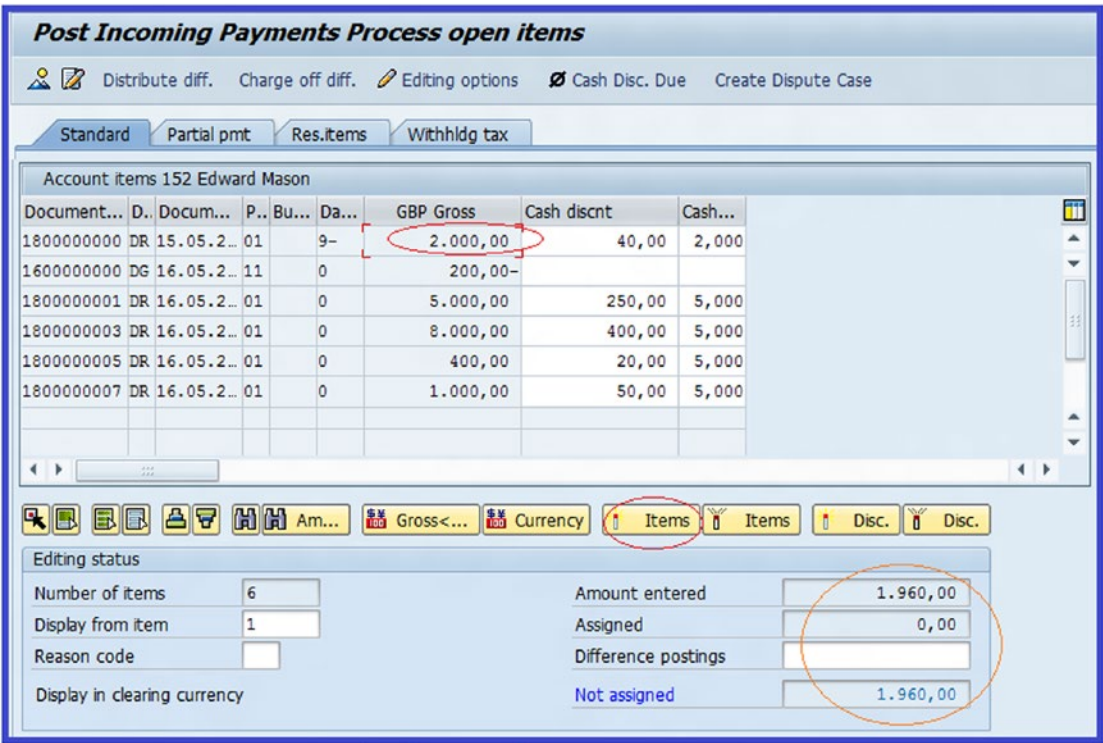 Post Incoming Payments Process open items
Distribute diff. Charge off diff. Editing options Cash Disc. Due Create Dispute Case
Standard Partial pmt Res.items Withhldg tax
Account items 152 Edward Mason
Document... D.. Docum... P.. Bu... Da... GBP Gross Cash discnt Cash...
1800000000 DR 15.05.2... 01 9- 2.000,00 40,00 2,000
1600000000 DG 16.05.2... 11 0 200,00-
1800000001 DR 16.05.2... 01 0 5.000,00 250,00 5,000
1800000003 DR 16.05.2... 01 0 8.000,00 400,00 5,000
1800000005 DR 16.05.2... 01 0 400,00 20,00 5,000
1800000007 DR 16.05.2... 01 0 1.000,00 50,00 5,000
Am... Gross<... Currency Items Items Disc. Disc.
Editing status
Number of items 6 Amount entered 1.960,00
Display from item 1 Assigned 0,00
Reason code Difference postings
Display in clearing currency Not assigned 1.960,00